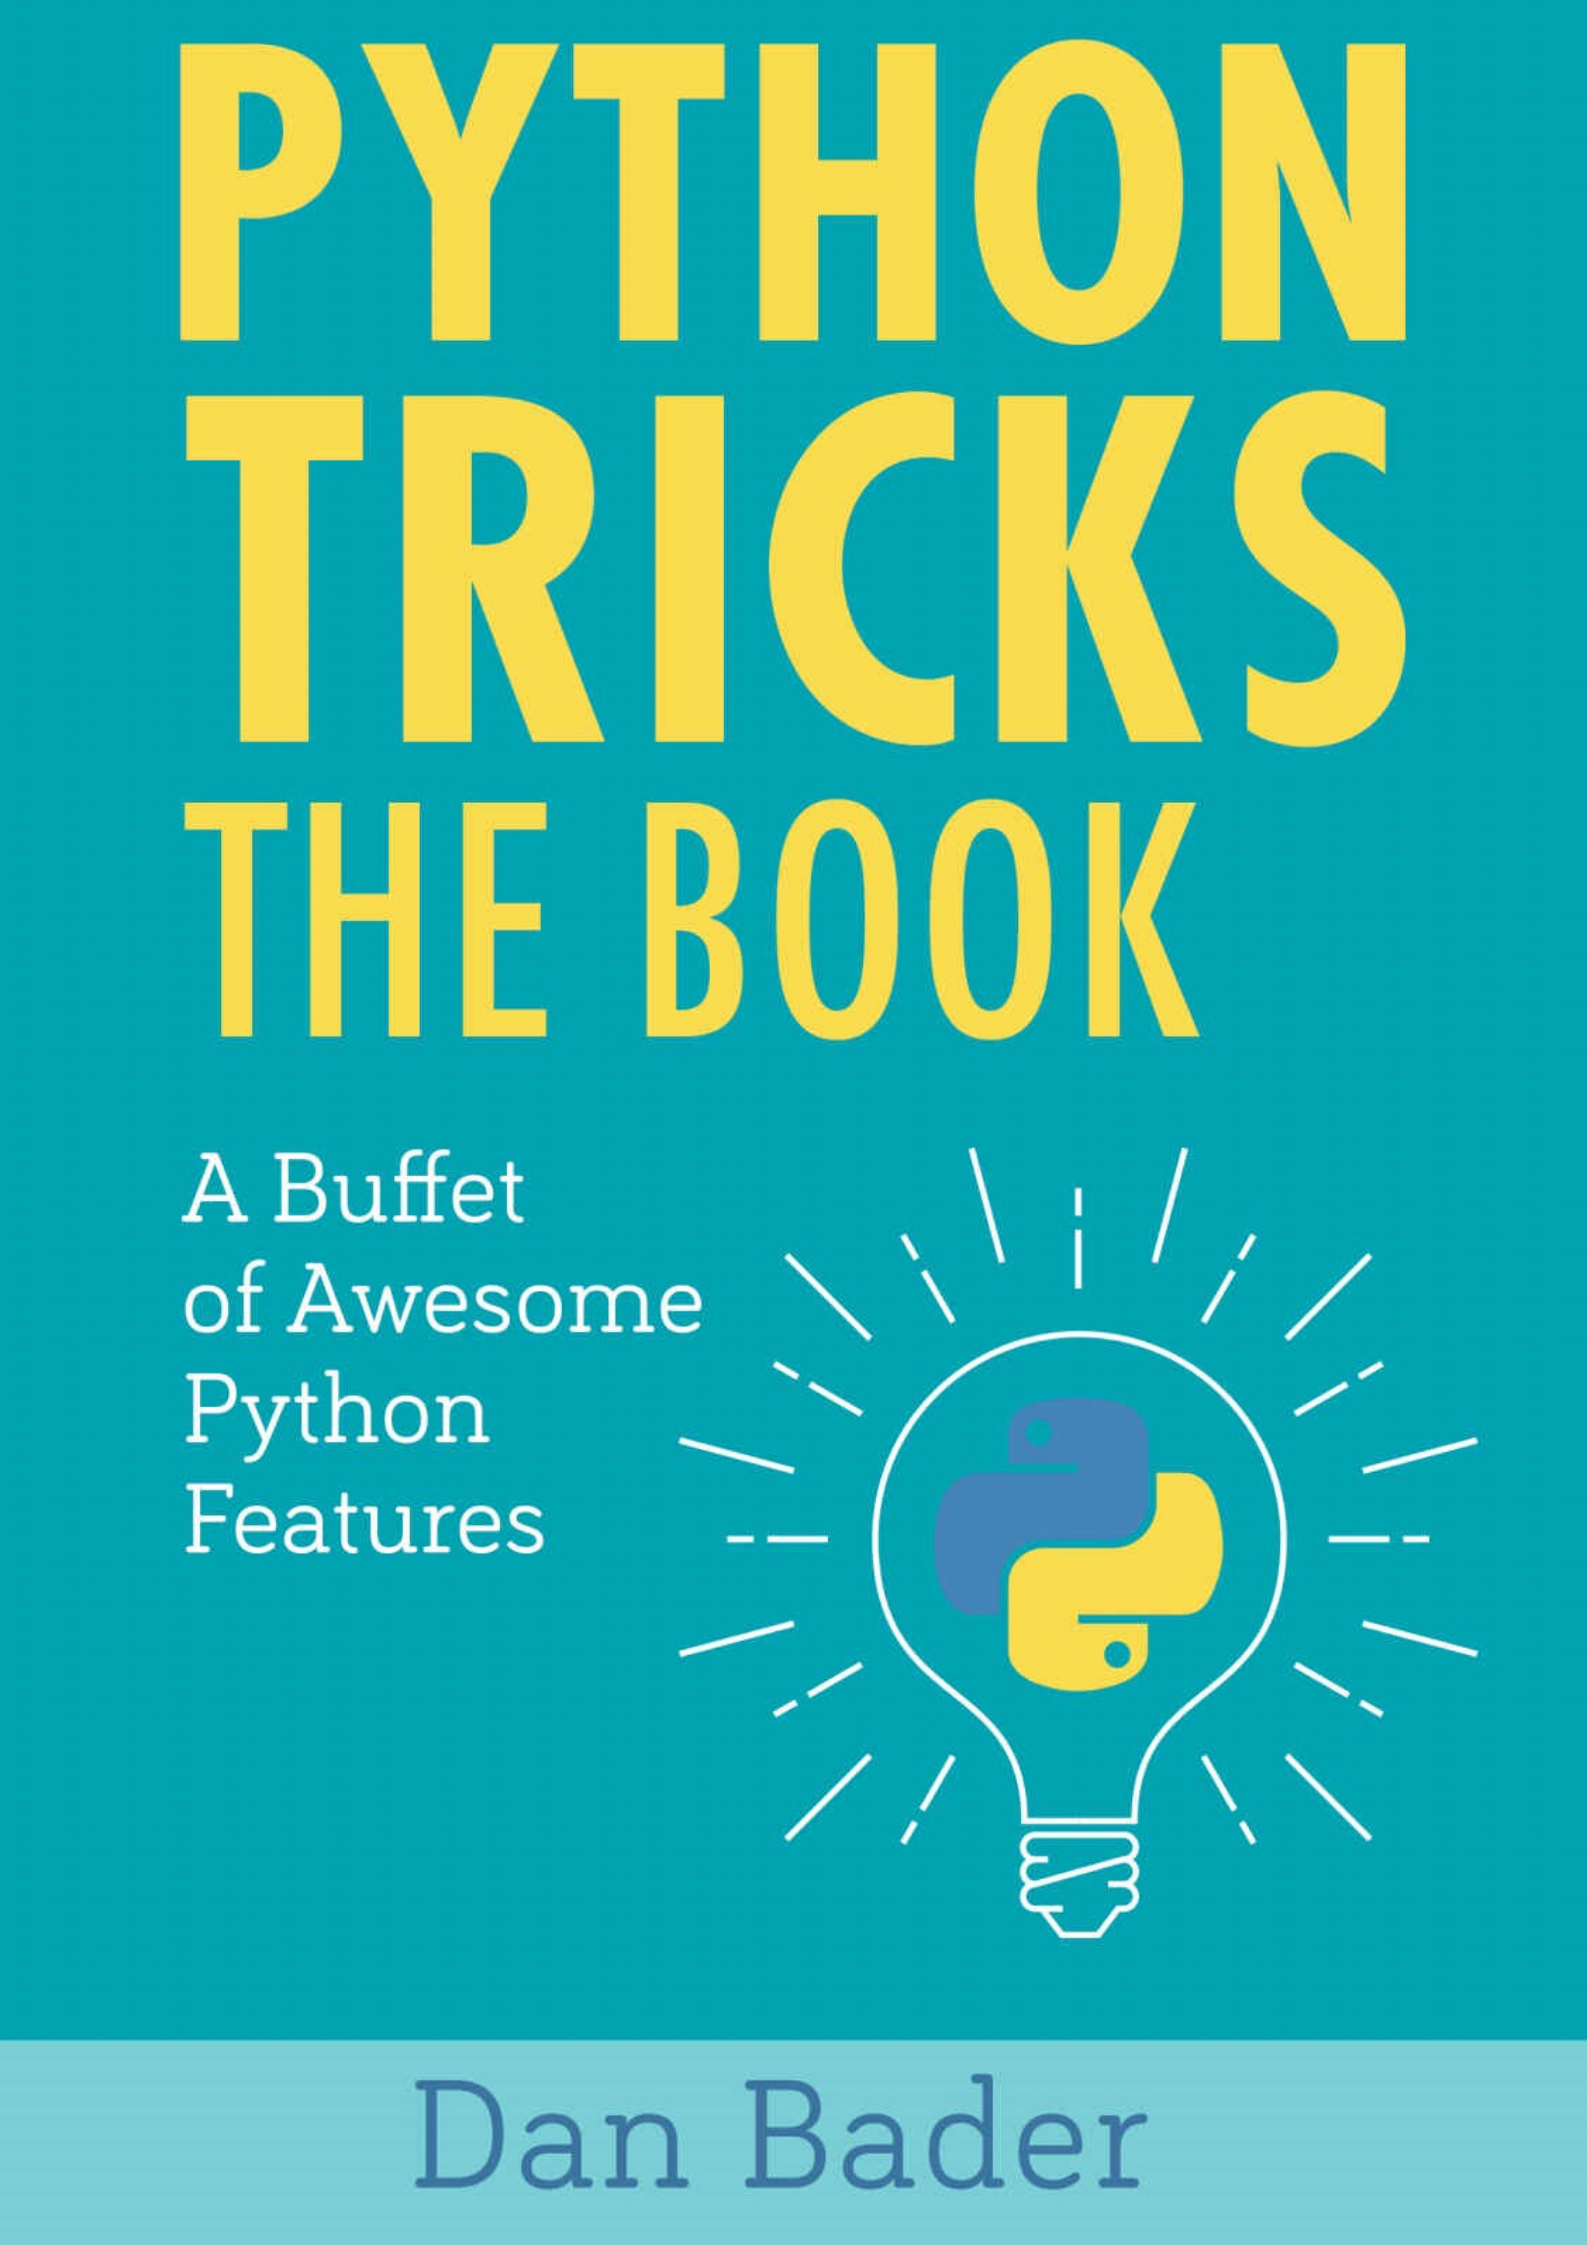 PYTHON
TRICKS
THE BOOK
A Buffet
of Awesome
Python
Features
Dan Bader